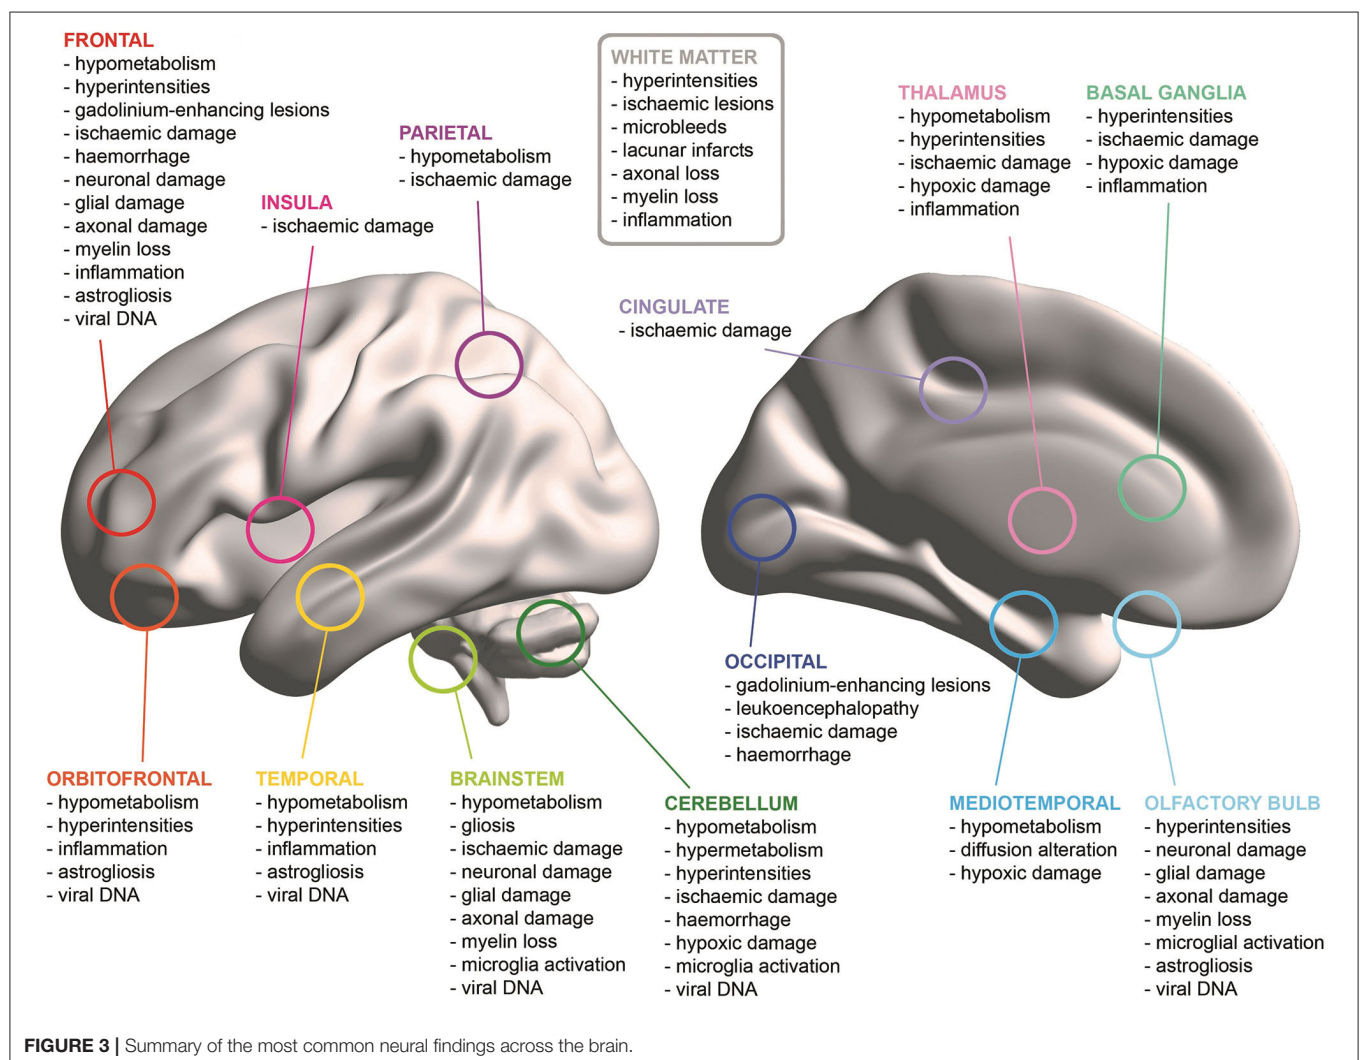 FRONTAL
- hypometabolism
- hyperintensities
- gadolinium-enhancing lesions
- ischaemic damage
- haemorrhage
- neuronal damage
- glial damage
- axonal damage
- myelin loss
- inflammation
- astrogliosis
- viral DNA
INSULA
- ischaemic damage
PARIETAL
- hypometabolism
- ischaemic damage
WHITE MATTER
- hyperintensities
- ischaemic lesions
- microbleeds
- lacunar infarcts
- axonal loss
- myelin loss
- inflammation
CINGULATE
- ischaemic damage
THALAMUS
- hypometabolism
- hyperintensities
- ischaemic damage
- hypoxic damage
- inflammation
BASAL GANGLIA
- hyperintensities
- ischaemic damage
- hypoxic damage
- inflammation
ORBITOFRONTAL
- hypometabolism
- hyperintensities
- inflammation
- astrogliosis
- viral DNA
TEMPORAL
- hypometabolism
- hyperintensities
- inflammation
- astrogliosis
- viral DNA
BRAINSTEM
- hypometabolism
- gliosis
- ischaemic damage
- neuronal damage
- glial damage
- axonal damage
- myelin loss
- microglia activation
- viral DNA
CEREBELLUM
- hypometabolism
- hypermetabolism
- hyperintensities
- ischaemic damage
- haemorrhage
- hypoxic damage
- microglia activation
- viral DNA
OCCIPITAL
- gadolinium-enhancing lesions
- leukoencephalopathy
- ischaemic damage
- haemorrhage
MEDIOTEMPORAL
- hypometabolism
- diffusion alteration
- hypoxic damage
OLFACTORY BULB
- hyperintensities
- neuronal damage
- glial damage
- axonal damage
- myelin loss
- microglial activation
- astrogliosis
- viral DNA
FIGURE 3 | Summary of the most common neural findings across the brain.